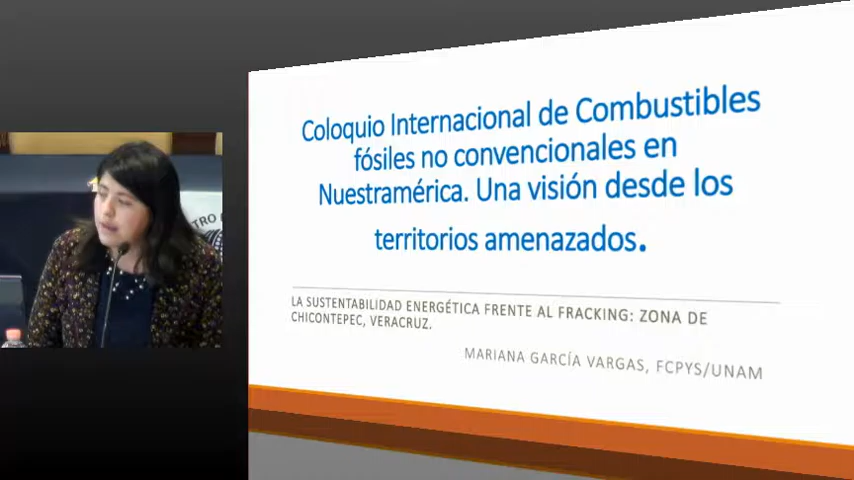 Coloquio Internacional de Combustibles
fósiles no convencionales en
Nuestramérica. Una visión desde los
territorios amenazados.
LA SUSTENTABILIDAD ENERGÉTICA FRENTE AL FRACKING: ZONA DE
CHICONTEPEC, VERACRUZ.
MARIANA GARCÍA VARGAS, FCPYS/UNAM